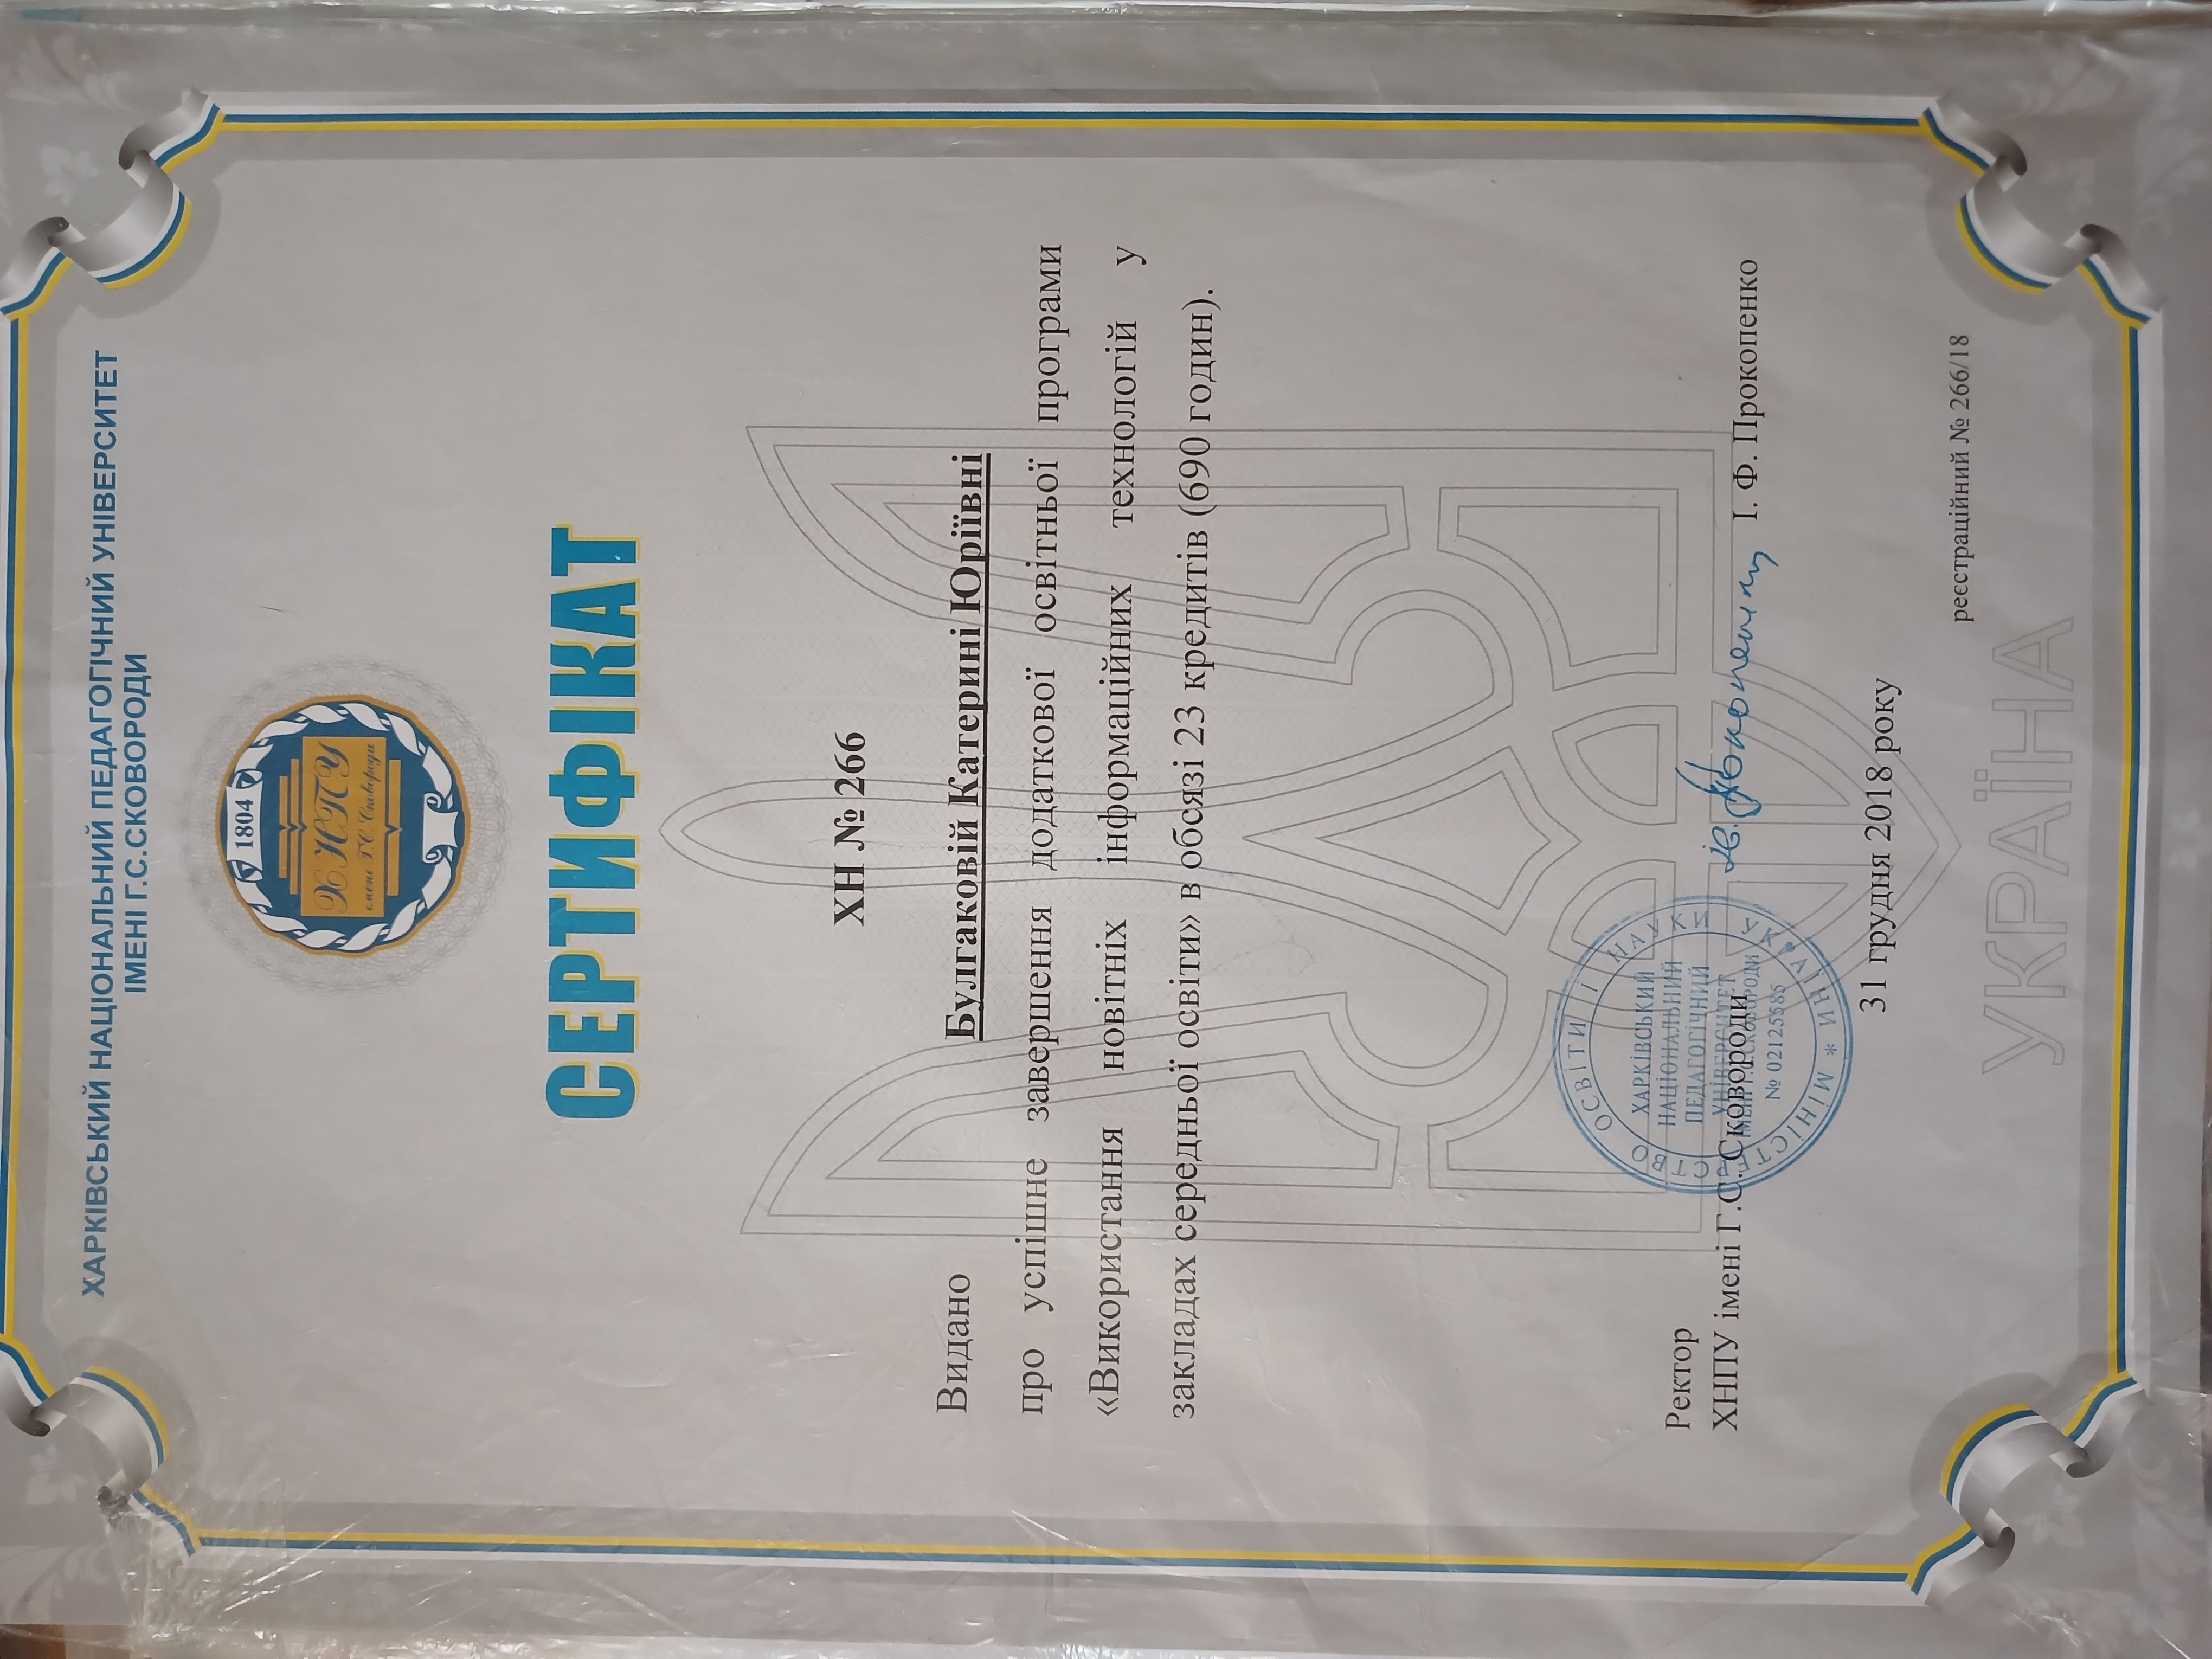 ХАРКІВСЬКИЙ НАЦІОНАЛЬНИЙ ПЕДАГОГІЧНИЙ УНІВЕРСИТЕТ
ІМЕНІ Г.С.СКОВОРОДИ
1804
ХНПУ
імені Г.С. Сковороди
СЕРТИФІКАТ
ХН № 266
Видано Булгаковій Катерині Юріївні
про успішне завершення додаткової освітньої програми
«Використання новітніх інформаційних технологій у
закладах середньої освіти» в обсязі 23 кредитів (690 годин).
Ректор
ХНПУ імені Г.С. Сковороди І. Ф. Прокопенко
МІНІСТЕРСТВО ОСВІТИ І НАУКИ УКРАЇНИ *
ХАРКІВСЬКИЙ
НАЦІОНАЛЬНИЙ
ПЕДАГОГІЧНИЙ
УНІВЕРСИТЕТ
ІМЕНІ Г.С.СКОВОРОДИ
№ 02125585
31 грудня 2018 року
реєстраційний № 266/18
УКРАЇНА